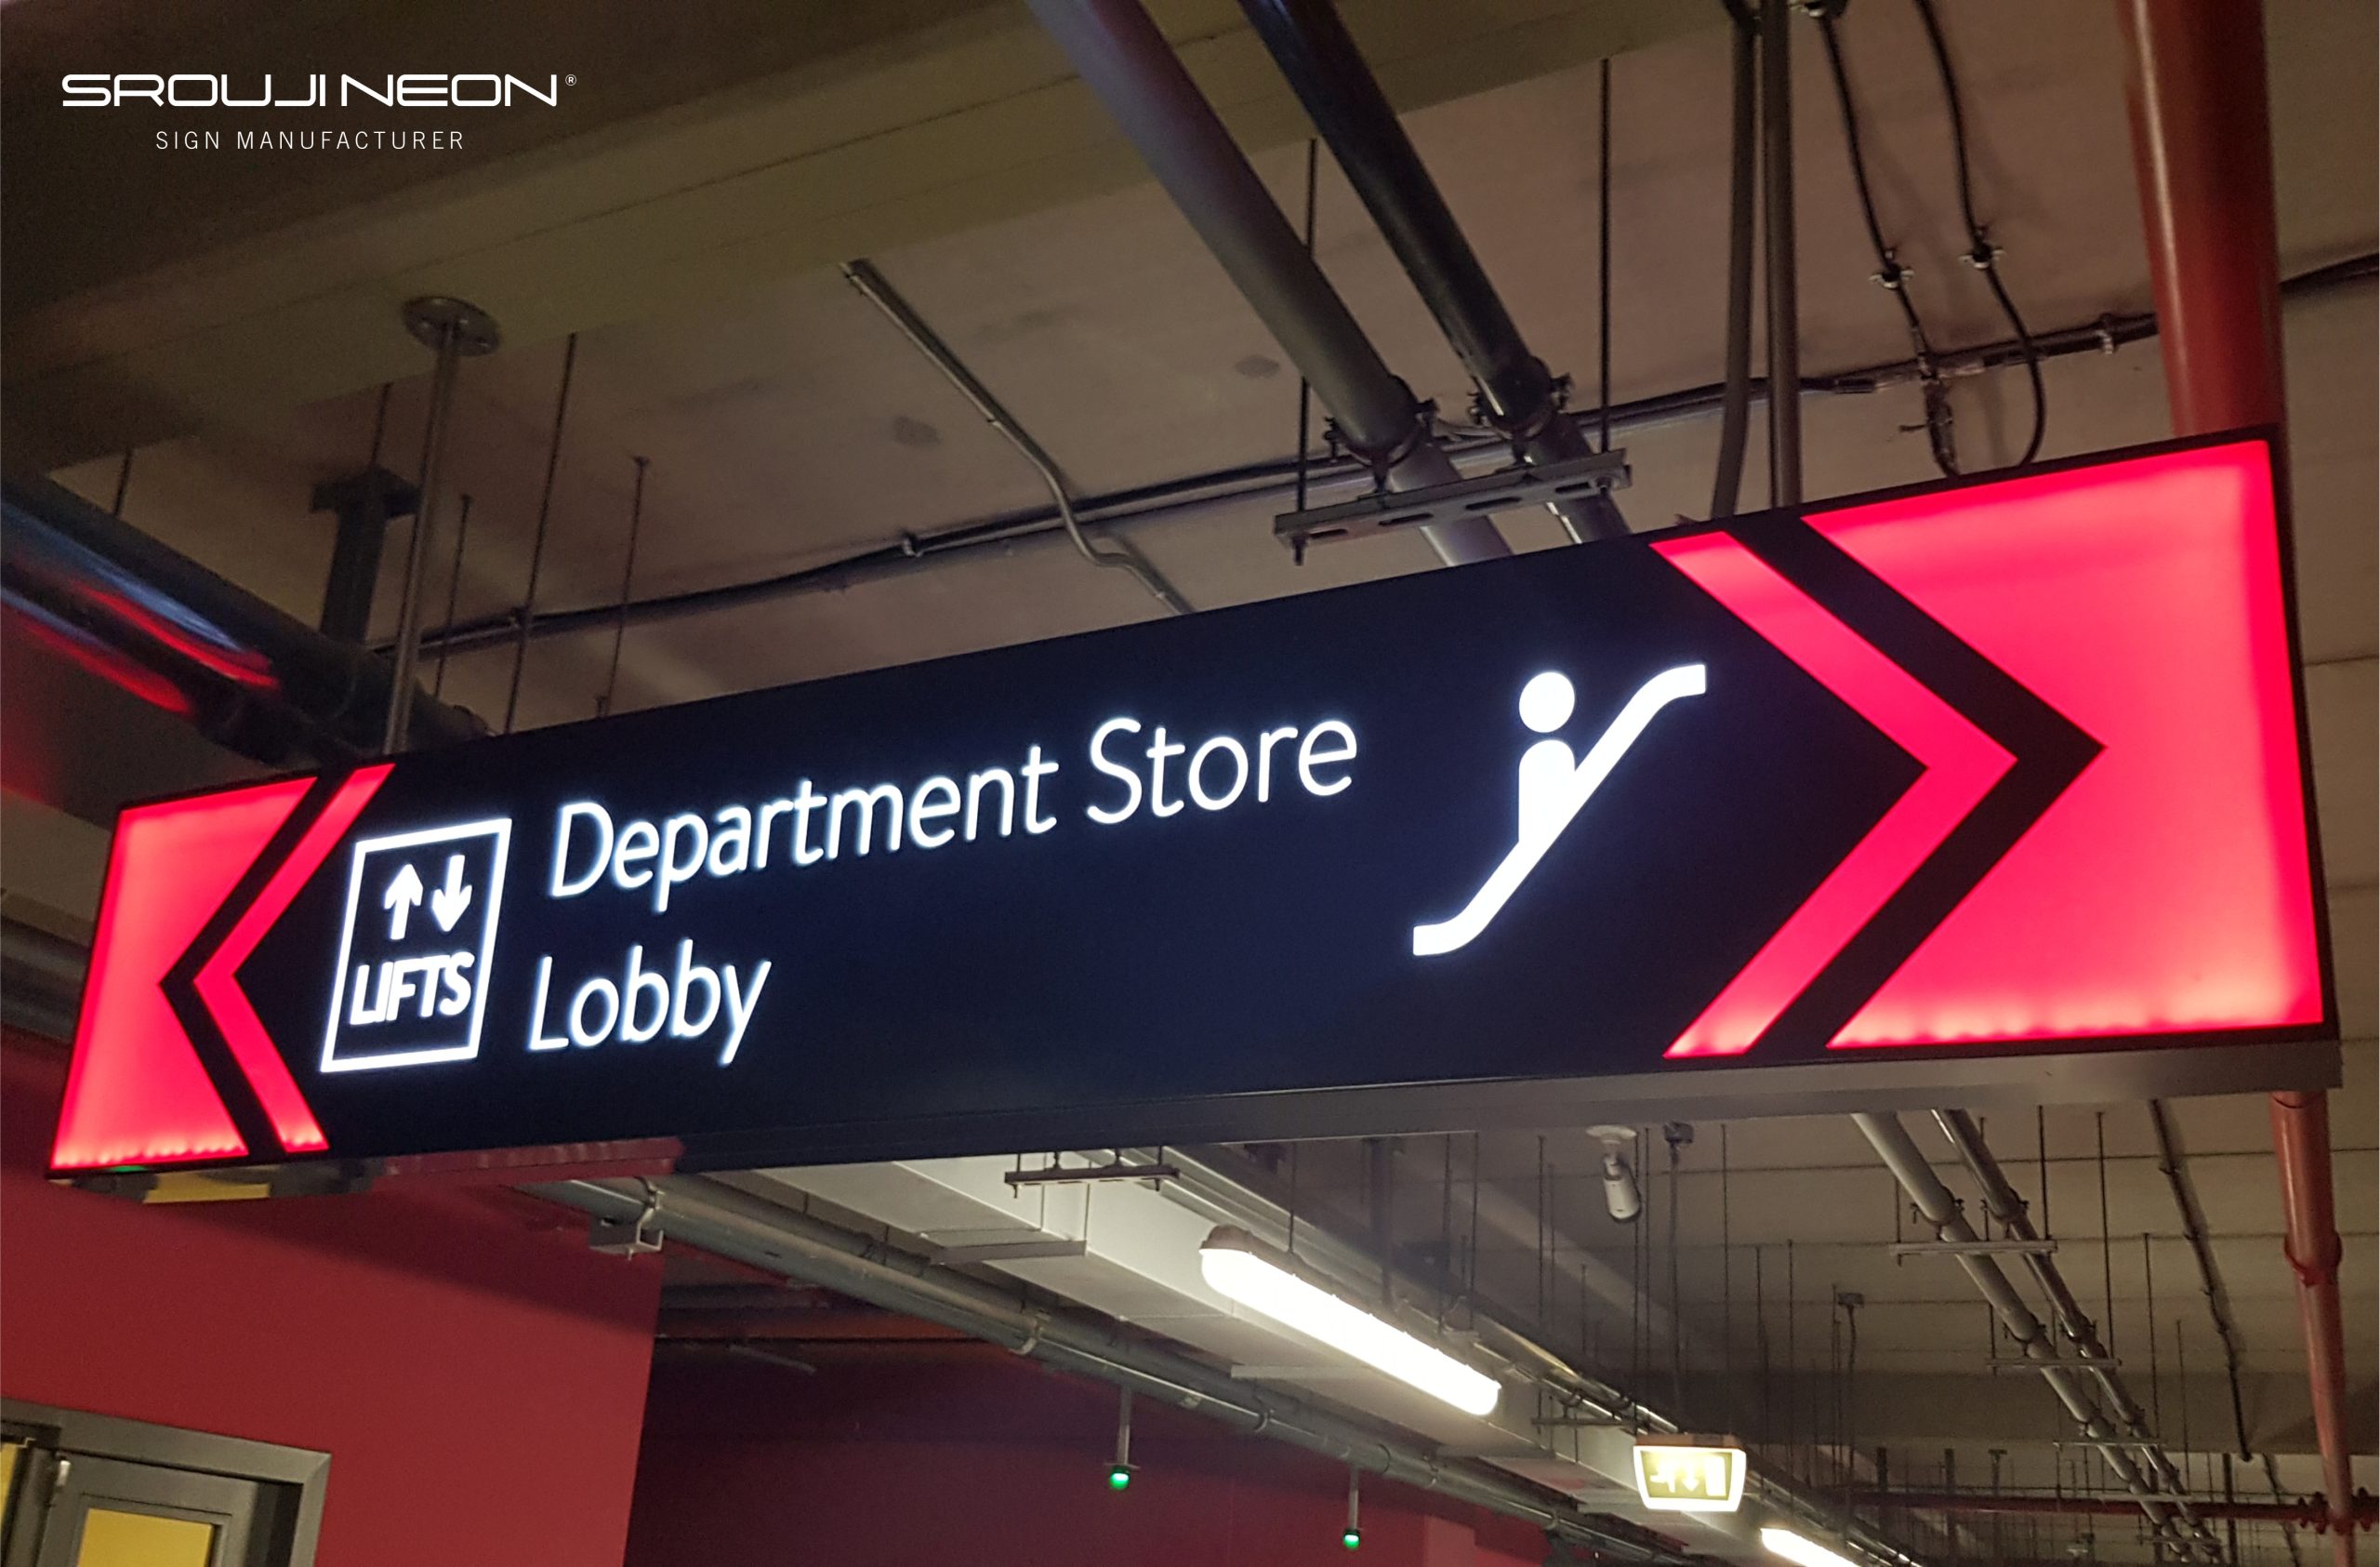 SROUJI NEON®
SIGN MANUFACTURER
Department Store
LIFTS
Lobby